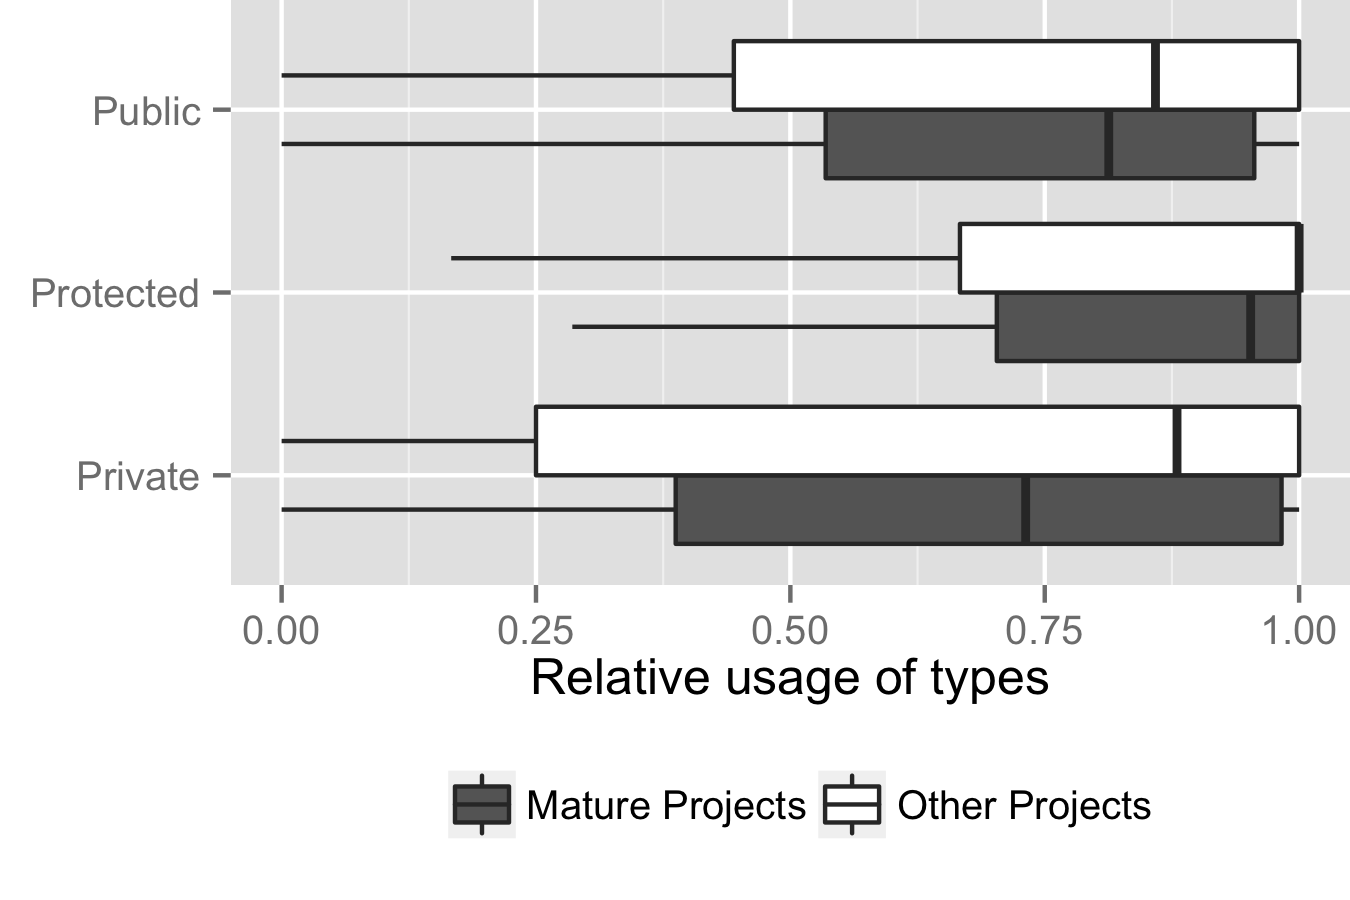 Public
Protected
Private
0.00 0.25 0.50 0.75 1.00
Relative usage of types
Mature Projects Other Projects